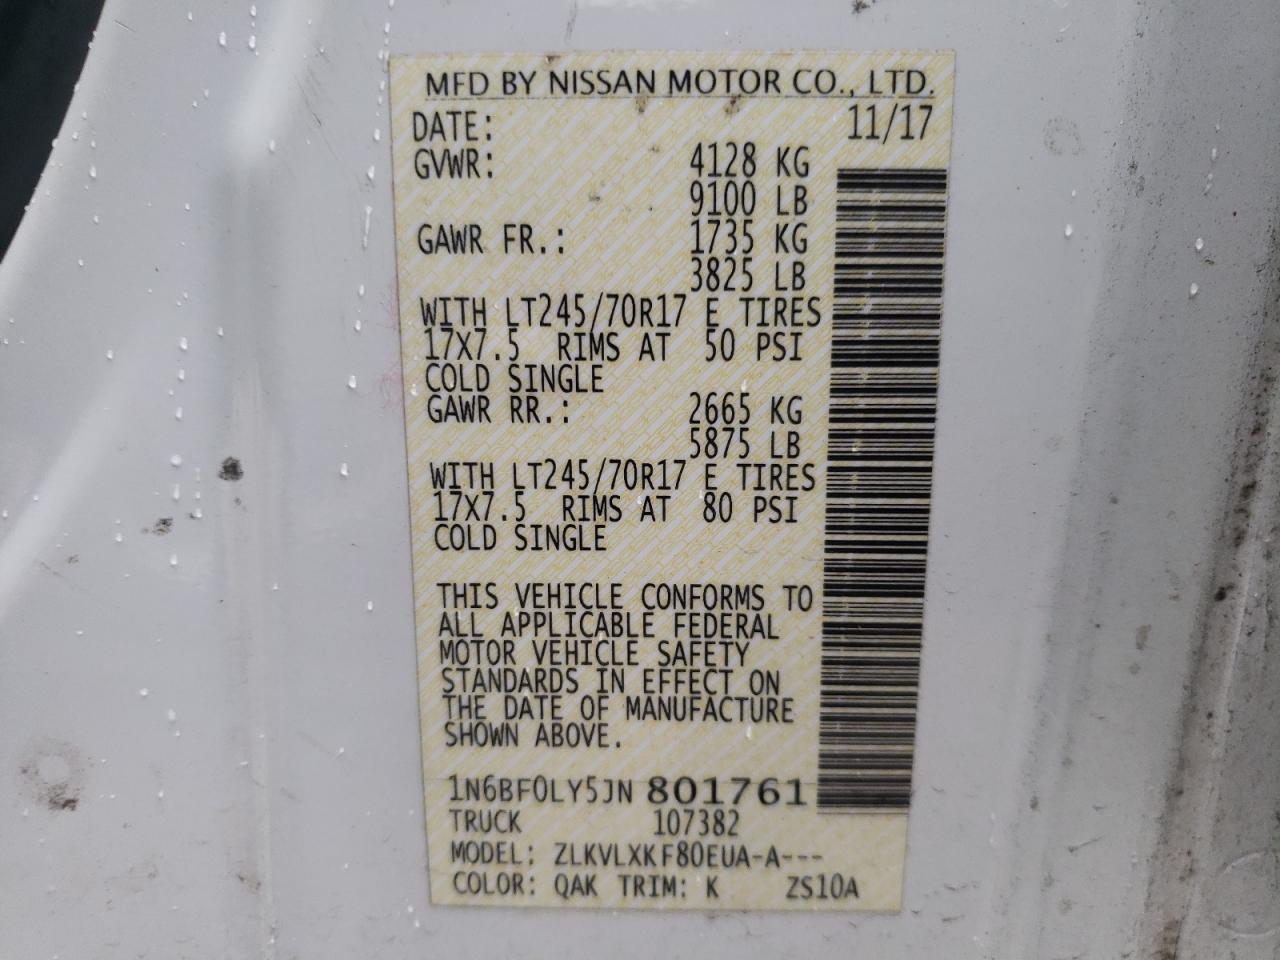 MFD BY NISSAN MOTOR CO., LTD.
DATE: 11/17
GVWR: 4128 KG
9100 LB
GAWR FR.: 1735 KG
3825 LB
WITH LT245/70R17 E TIRES
17X7.5 RIMS AT 50 PSI
COLD SINGLE
GAWR RR.: 2665 KG
5875 LB
WITH LT245/70R17 E TIRES
17X7.5 RIMS AT 80 PSI
COLD SINGLE
THIS VEHICLE CONFORMS TO
ALL APPLICABLE FEDERAL
MOTOR VEHICLE SAFETY
STANDARDS IN EFFECT ON
THE DATE OF MANUFACTURE
SHOWN ABOVE.
1N6BF0LY5JN 801761
TRUCK 107382
MODEL: ZLKVLXKF80EUA-A---
COLOR: QAK TRIM: K ZS10A